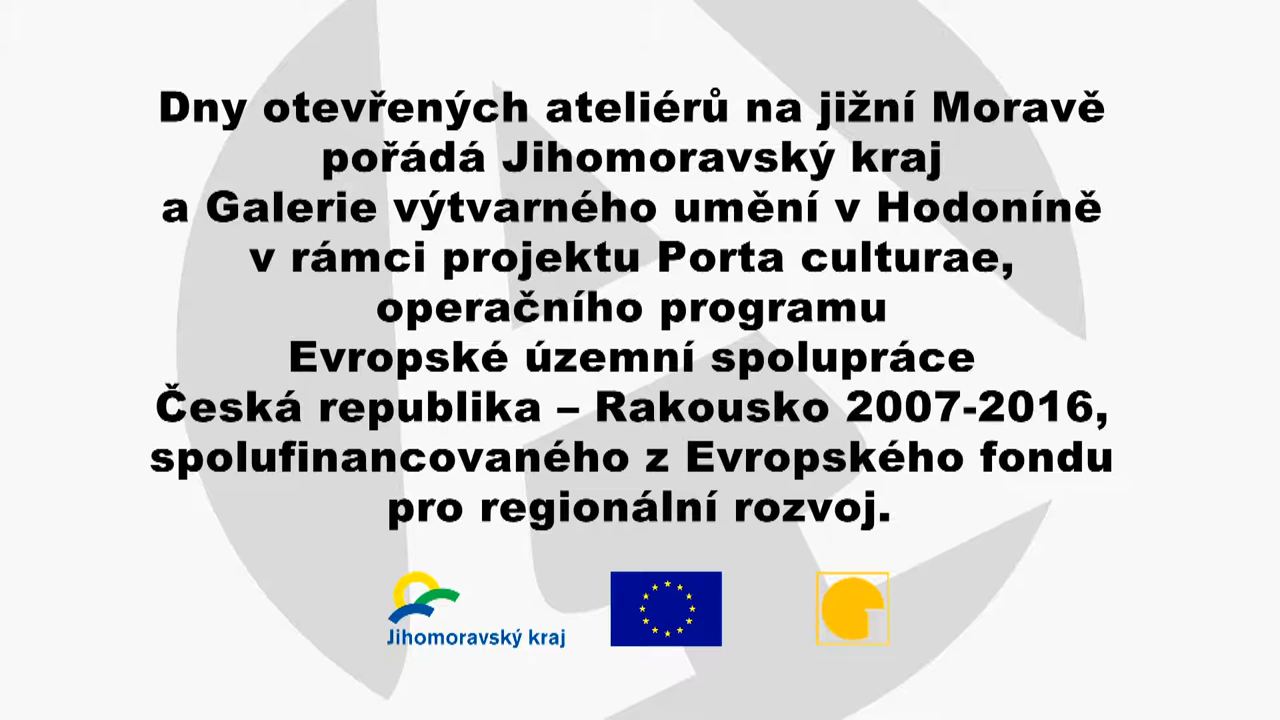 Dny otevřených ateliérů na jižní Moravě
pořádá Jihomoravský kraj
a Galerie výtvarného umění v Hodoníně
v rámci projektu Porta culturae,
operačního programu
Evropské územní spolupráce
Česká republika – Rakousko 2007-2016,
spolufinancovaného z Evropského fondu
pro regionální rozvoj.
Jihomoravský kraj